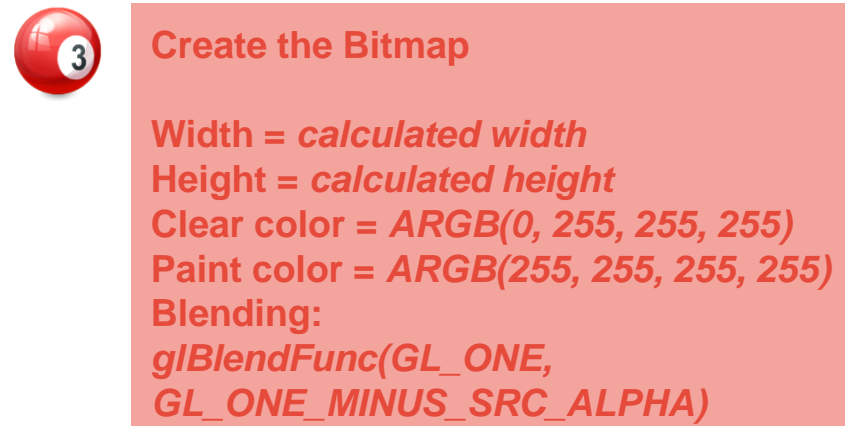 3
Create the Bitmap
Width = calculated width
Height = calculated height
Clear color = ARGB(0, 255, 255, 255)
Paint color = ARGB(255, 255, 255, 255)
Blending:
glBlendFunc(GL_ONE,
GL_ONE_MINUS_SRC_ALPHA)